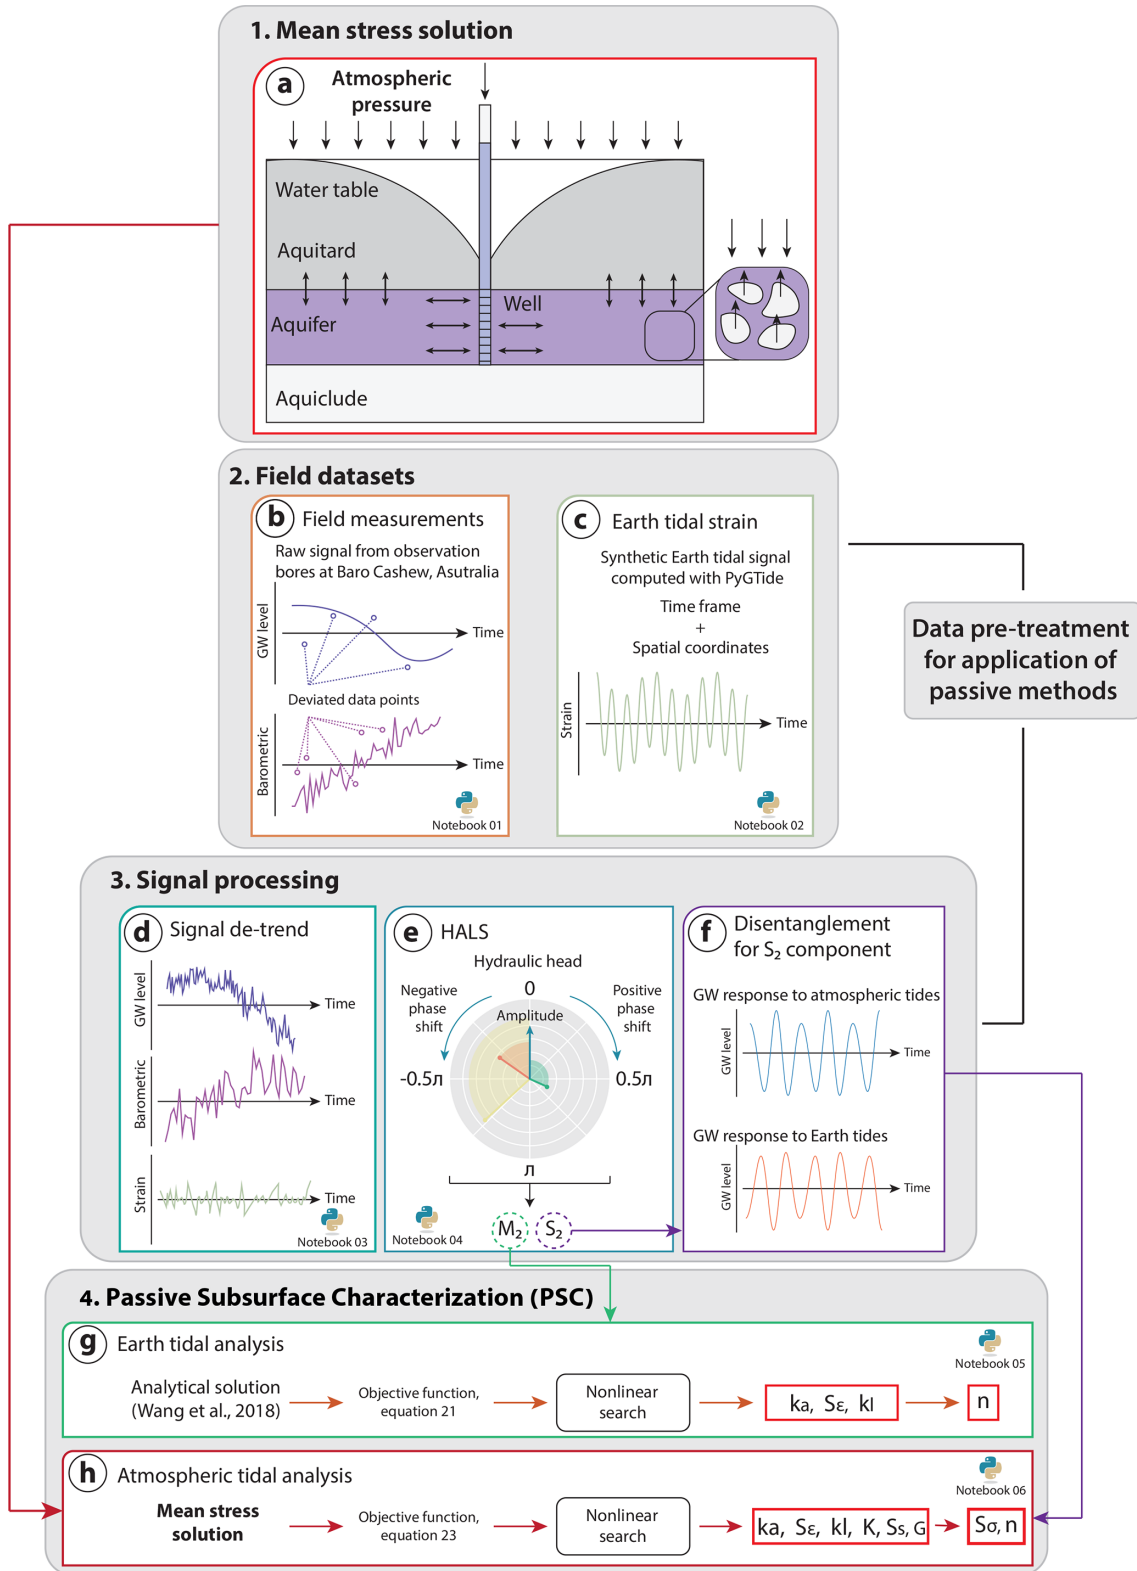 1. Mean stress solution
a
Atmospheric
pressure
Water table
Aquitard
Well
Aquifer
Aquiclude
2. Field datasets
b
Field measurements
Raw signal from observation
bores at Baro Cashew, Asutralia
GW level
Time
Deviated data points
Barometric
Time
Notebook 01
c
Earth tidal strain
Synthetic Earth tidal signal
computed with PyGTide
Time frame
+
Spatial coordinates
Strain
Time
Notebook 02
Data pre-treatment
for application of
passive methods
3. Signal processing
d
Signal de-trend
GW level
Time
Barometric
Time
Strain
Time
Notebook 03
e
HALS
Hydraulic head
Negative
phase
shift
0
Positive
phase
shift
Amplitude
-0.5л
0.5л
л
M₂
S₂
Notebook 04
f
Disentanglement
for S₂ component
GW response to atmospheric tides
GW level
Time
GW response to Earth tides
GW level
Time
4. Passive Subsurface Characterization (PSC)
g
Earth tidal analysis
Notebook 05
Analytical solution
(Wang et al., 2018)
Objective function,
equation 21
Nonlinear
search
ka, Sε, kl
n
h
Atmospheric tidal analysis
Notebook 06
Mean stress
solution
Objective function,
equation 23
Nonlinear
search
ka, Sε, kl, K, Ss, G
Sσ, n